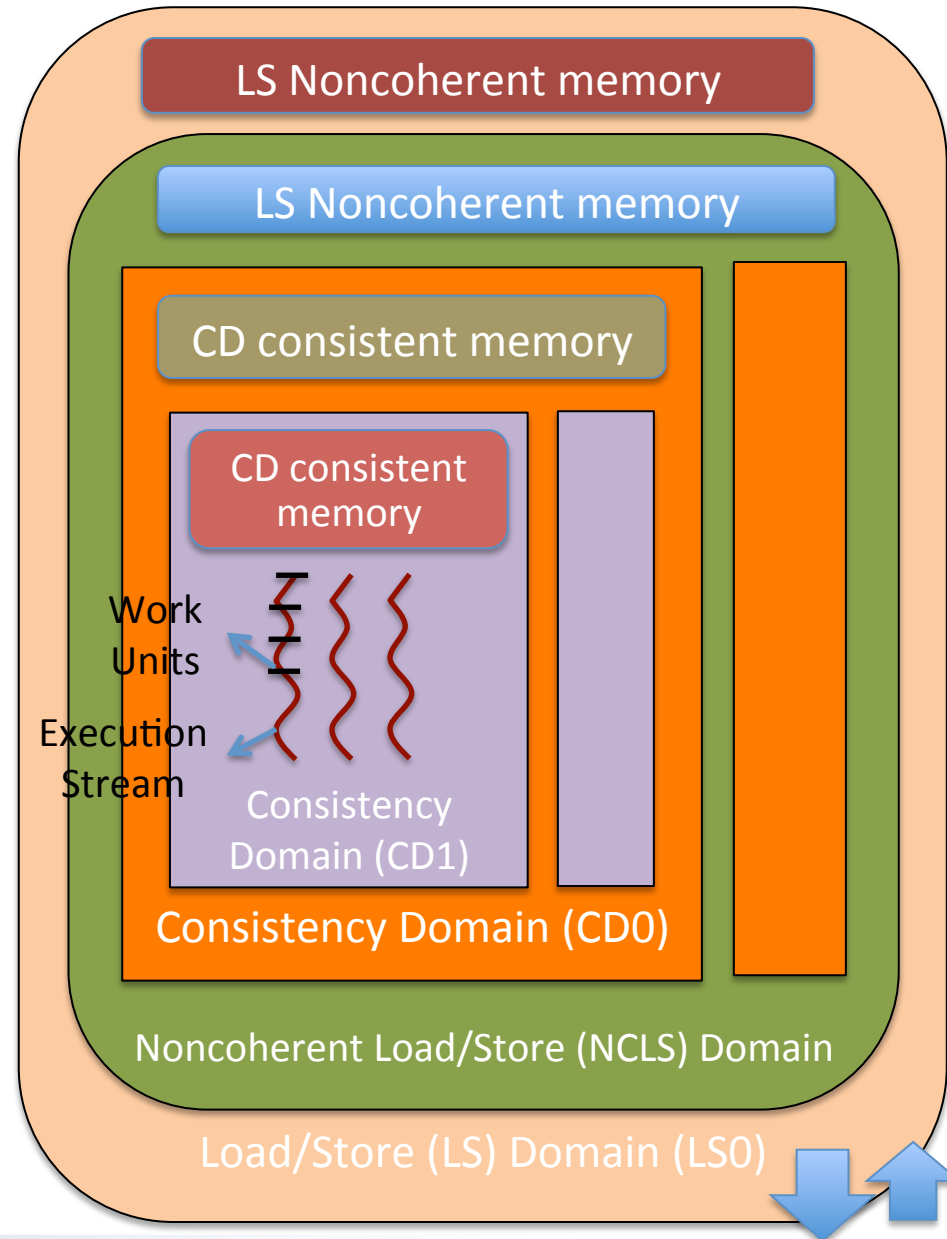 LS Noncoherent memory
LS Noncoherent memory
CD consistent memory
CD consistent
memory
Work
Units
Execution
Stream
Consistency
Domain (CD1)
Consistency Domain (CD0)
Noncoherent Load/Store (NCLS) Domain
Load/Store (LS) Domain (LS0)